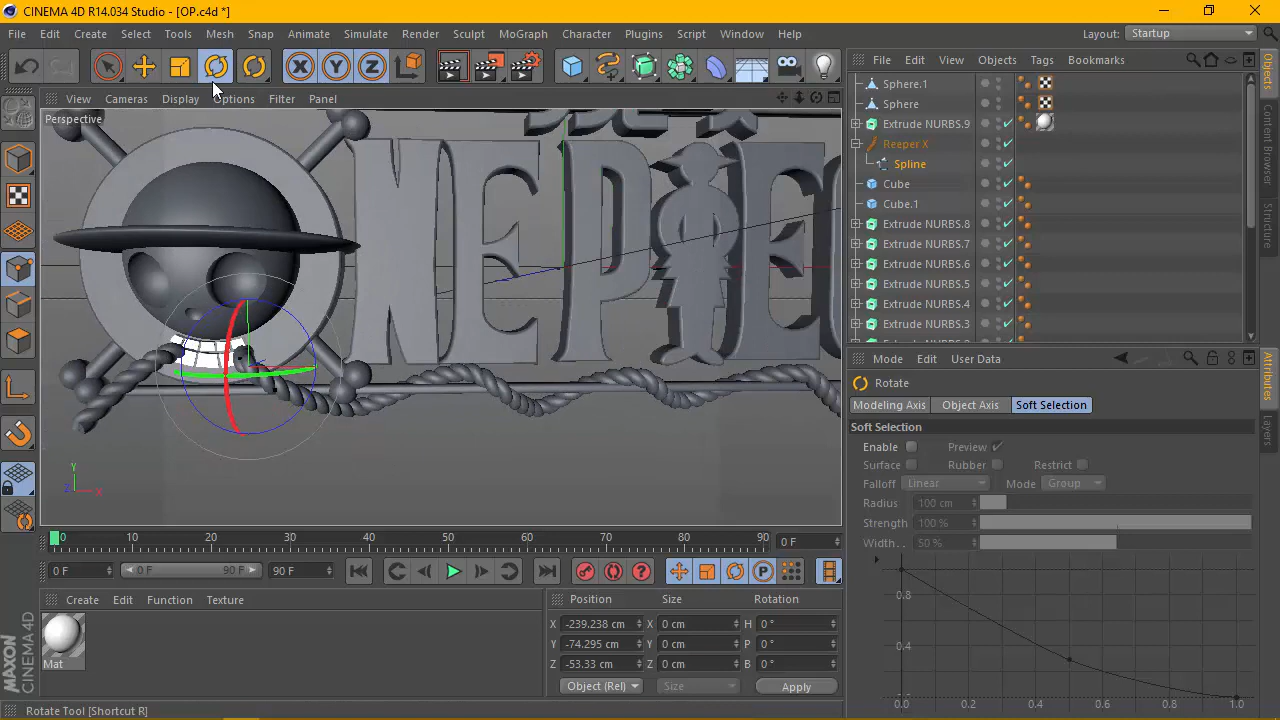 CINEMA 4D R14.034 Studio - [OP.c4d *]
File Edit Create Select Tools Mesh Snap Animate Simulate Render Sculpt MoGraph Character Plugins Script Window Help Layout: Startup
File Edit View Objects Tags Bookmarks
View Cameras Display Options Filter Panel
Perspective
Sphere.1
Sphere
Extrude NURBS.9
Reeper X
Spline
Cube
Cube.1
Extrude NURBS.8
Extrude NURBS.7
Extrude NURBS.6
Extrude NURBS.5
Extrude NURBS.4
Extrude NURBS.3
Objects
Content Browser
Structure
NEPIEC
Y
Z X
Mode Edit User Data
Rotate
Modeling Axis Object Axis Soft Selection
Soft Selection
Enable Preview
Surface Rubber Restrict
Falloff Linear Mode Group
Radius 100 cm
Strength 100 %
Width. . 50 %
0.8
0.4
0.0 0.2 0.4 0.6 0.8 1.0
Attributes
Layers
0 10 20 30 40 50 60 70 80 90 0 F
0 F 0 F 90 F 90 F
Create Edit Function Texture
Mat
Position Size Rotation
X -239.238 cm X 0 cm H 0 °
Y -74.295 cm Y 0 cm P 0 °
Z -53.33 cm Z 0 cm B 0 °
Object (Rel) Size Apply
MAXON CINEMA 4D
Rotate Tool [Shortcut R]